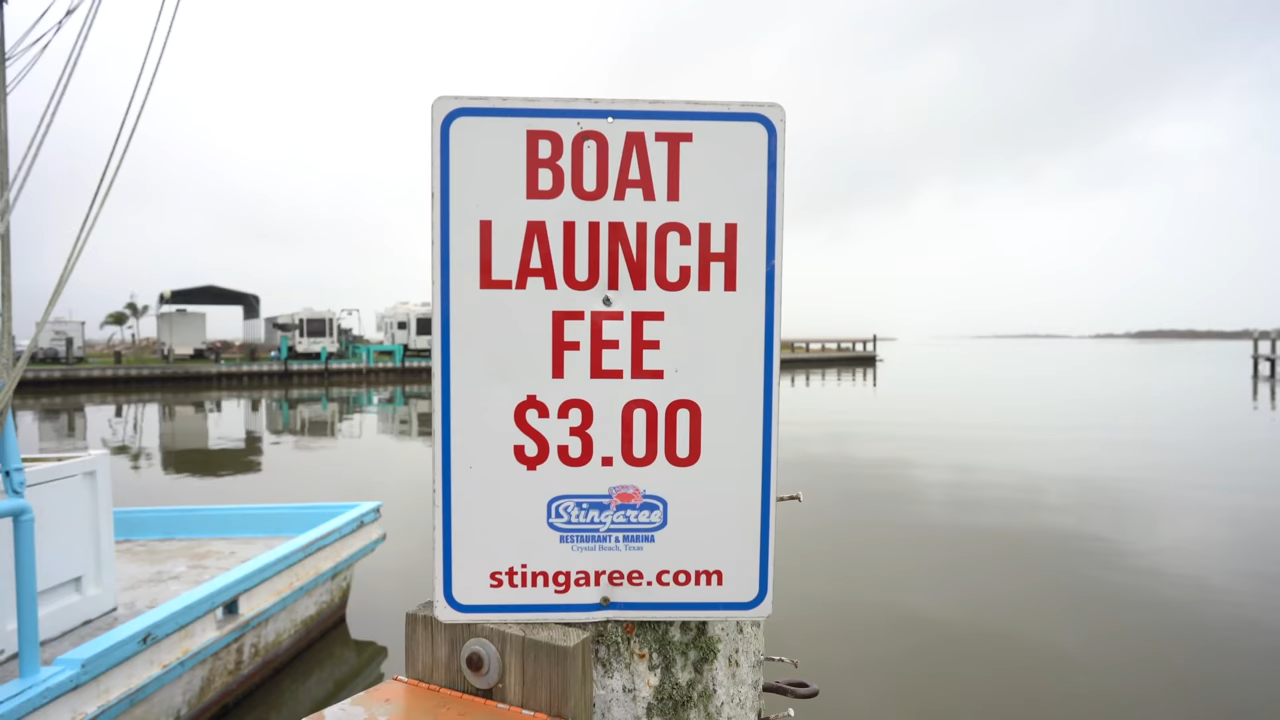 BOAT
LAUNCH
FEE
$3.00
Stingaree
RESTAURANT & MARINA
Crystal Beach, Texas
stingaree.com